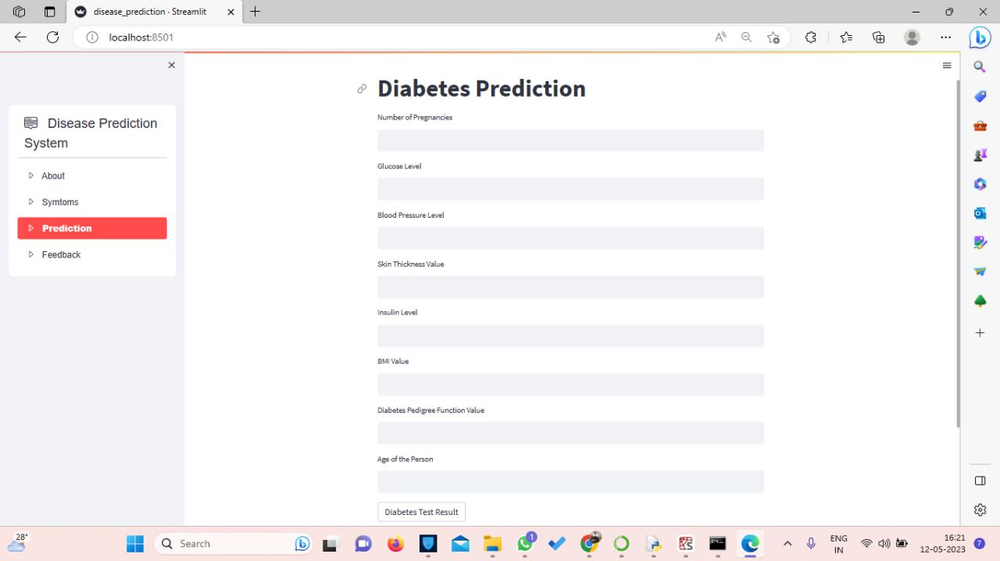 disease_prediction · Streamlit
localhost:8501
Disease Prediction
System
About
Symtoms
Prediction
Feedback
Diabetes Prediction
Number of Pregnancies
Glucose Level
Blood Pressure Level
Skin Thickness Value
Insulin Level
BMI Value
Diabetes Pedigree Function Value
Age of the Person
Diabetes Test Result
28°
Search
1
ENG
IN
16:21
12-05-2023
7